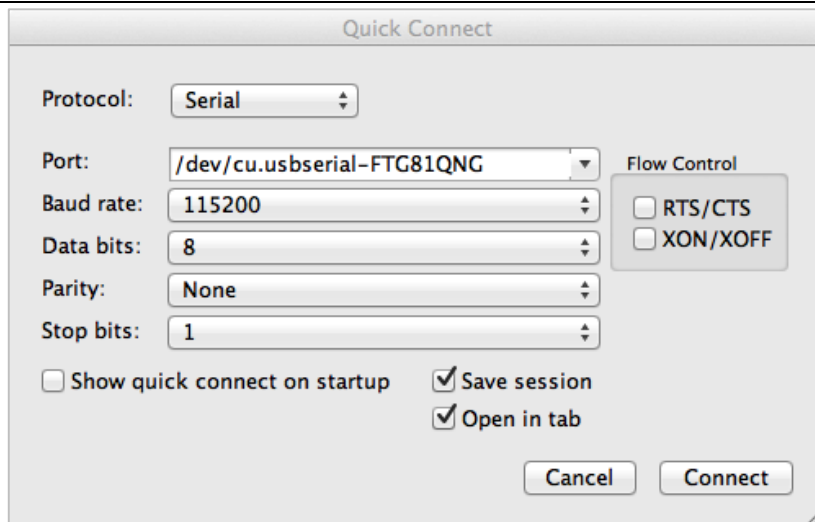 Quick Connect
Protocol: Serial
Port: /dev/cu.usbserial-FTG81QNG
Flow Control
Baud rate: 115200
RTS/CTS
Data bits: 8
XON/XOFF
Parity: None
Stop bits: 1
Show quick connect on startup
Save session
Open in tab
Cancel
Connect